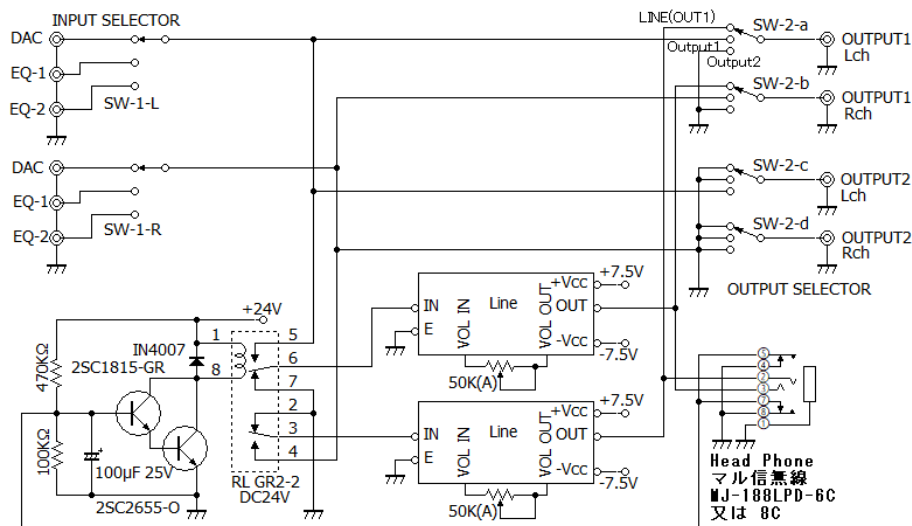 INPUT SELECTOR
DAC
EQ-1
EQ-2
SW-1-L
DAC
EQ-1
EQ-2
SW-1-R
LINE(OUT1)
Output1
Output2
SW-2-a
OUTPUT1
Lch
SW-2-b
OUTPUT1
Rch
SW-2-c
OUTPUT2
Lch
SW-2-d
OUTPUT2
Rch
OUTPUT SELECTOR
+24V
IN4007
2SC1815-GR
470KΩ
100KΩ
100μF 25V
2SC2655-O
1
8
5
6
7
2
3
4
RL GR2-2
DC24V
IN
E
VOL IN
Line
VOL OUT
+Vcc
OUT
-Vcc
+7.5V
-7.5V
50K(A)
IN
E
VOL IN
Line
VOL OUT
+Vcc
OUT
-Vcc
+7.5V
-7.5V
50K(A)
⑤
④
②
③
⑦
⑧
①
Head Phone
マル信無線
MJ-188LPD-6C
又は 8C